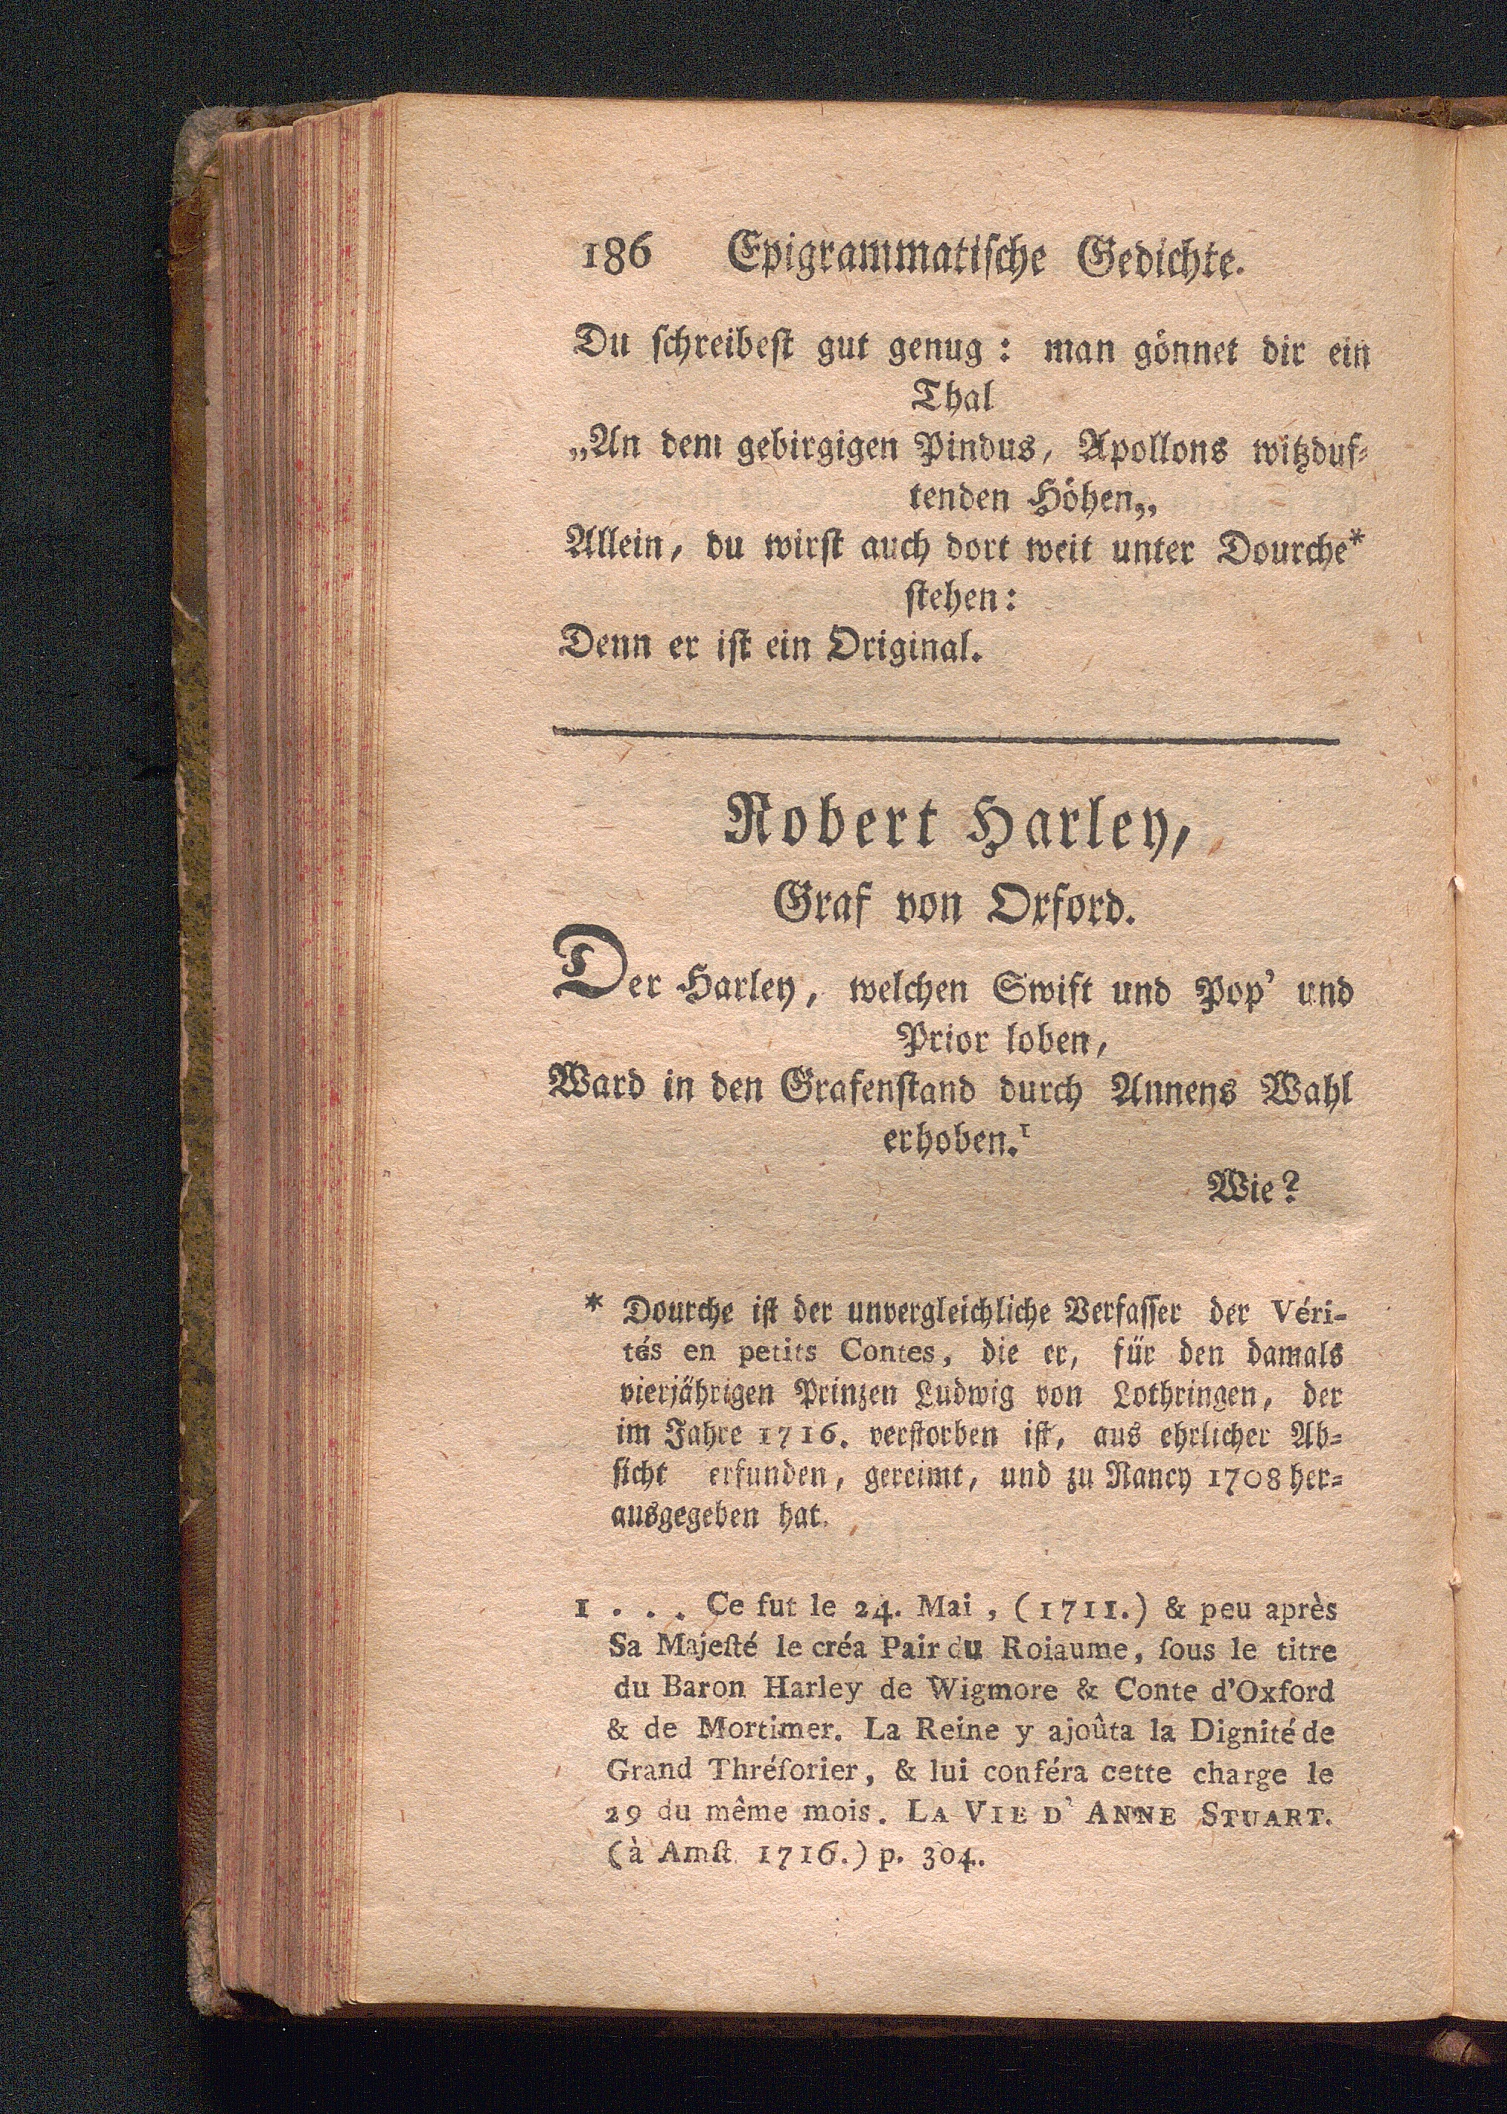 186 Epigrammatiſche Gedichte.
Du ſchreibeſt gut genug: man gönnet dir ein
Thal
„An dem gebirgigen Pindus, Apollons witzduf⸗
tenden Höhen„
Allein, du wirſt auch dort weit unter Dourche*
ſtehen:
Denn er iſt ein Original.
Robert Harley,
Graf von Oxford.
Der Harley, welchen Swift und Pop' und
Prior loben,
Ward in den Grafenſtand durch Annens Wahl
erhoben.¹
Wie?
* Dourche iſt der unvergleichliche Verfaſſer der Véri-
tés en petits Contes, die er, für den damals
vierjährigen Prinzen Ludwig von Lothringen, der
im Jahre 1716. verſtorben iſt, aus ehrlicher Ab⸗
ſicht erfunden, gereimt, und zu Nancy 1708 her⸗
ausgegeben hat.
1 . . . Ce fut le 24. Mai, (1711.) & peu après
Sa Majeſté le créa Pair du Roiaume, ſous le titre
du Baron Harley de Wigmore & Conte d'Oxford
& de Mortimer. La Reine y ajoûta la Dignité de
Grand Thréſorier, & lui conféra cette charge le
29 du même mois. LA VIE D'ANNE STUART.
(à Amſt. 1716.) p. 304.